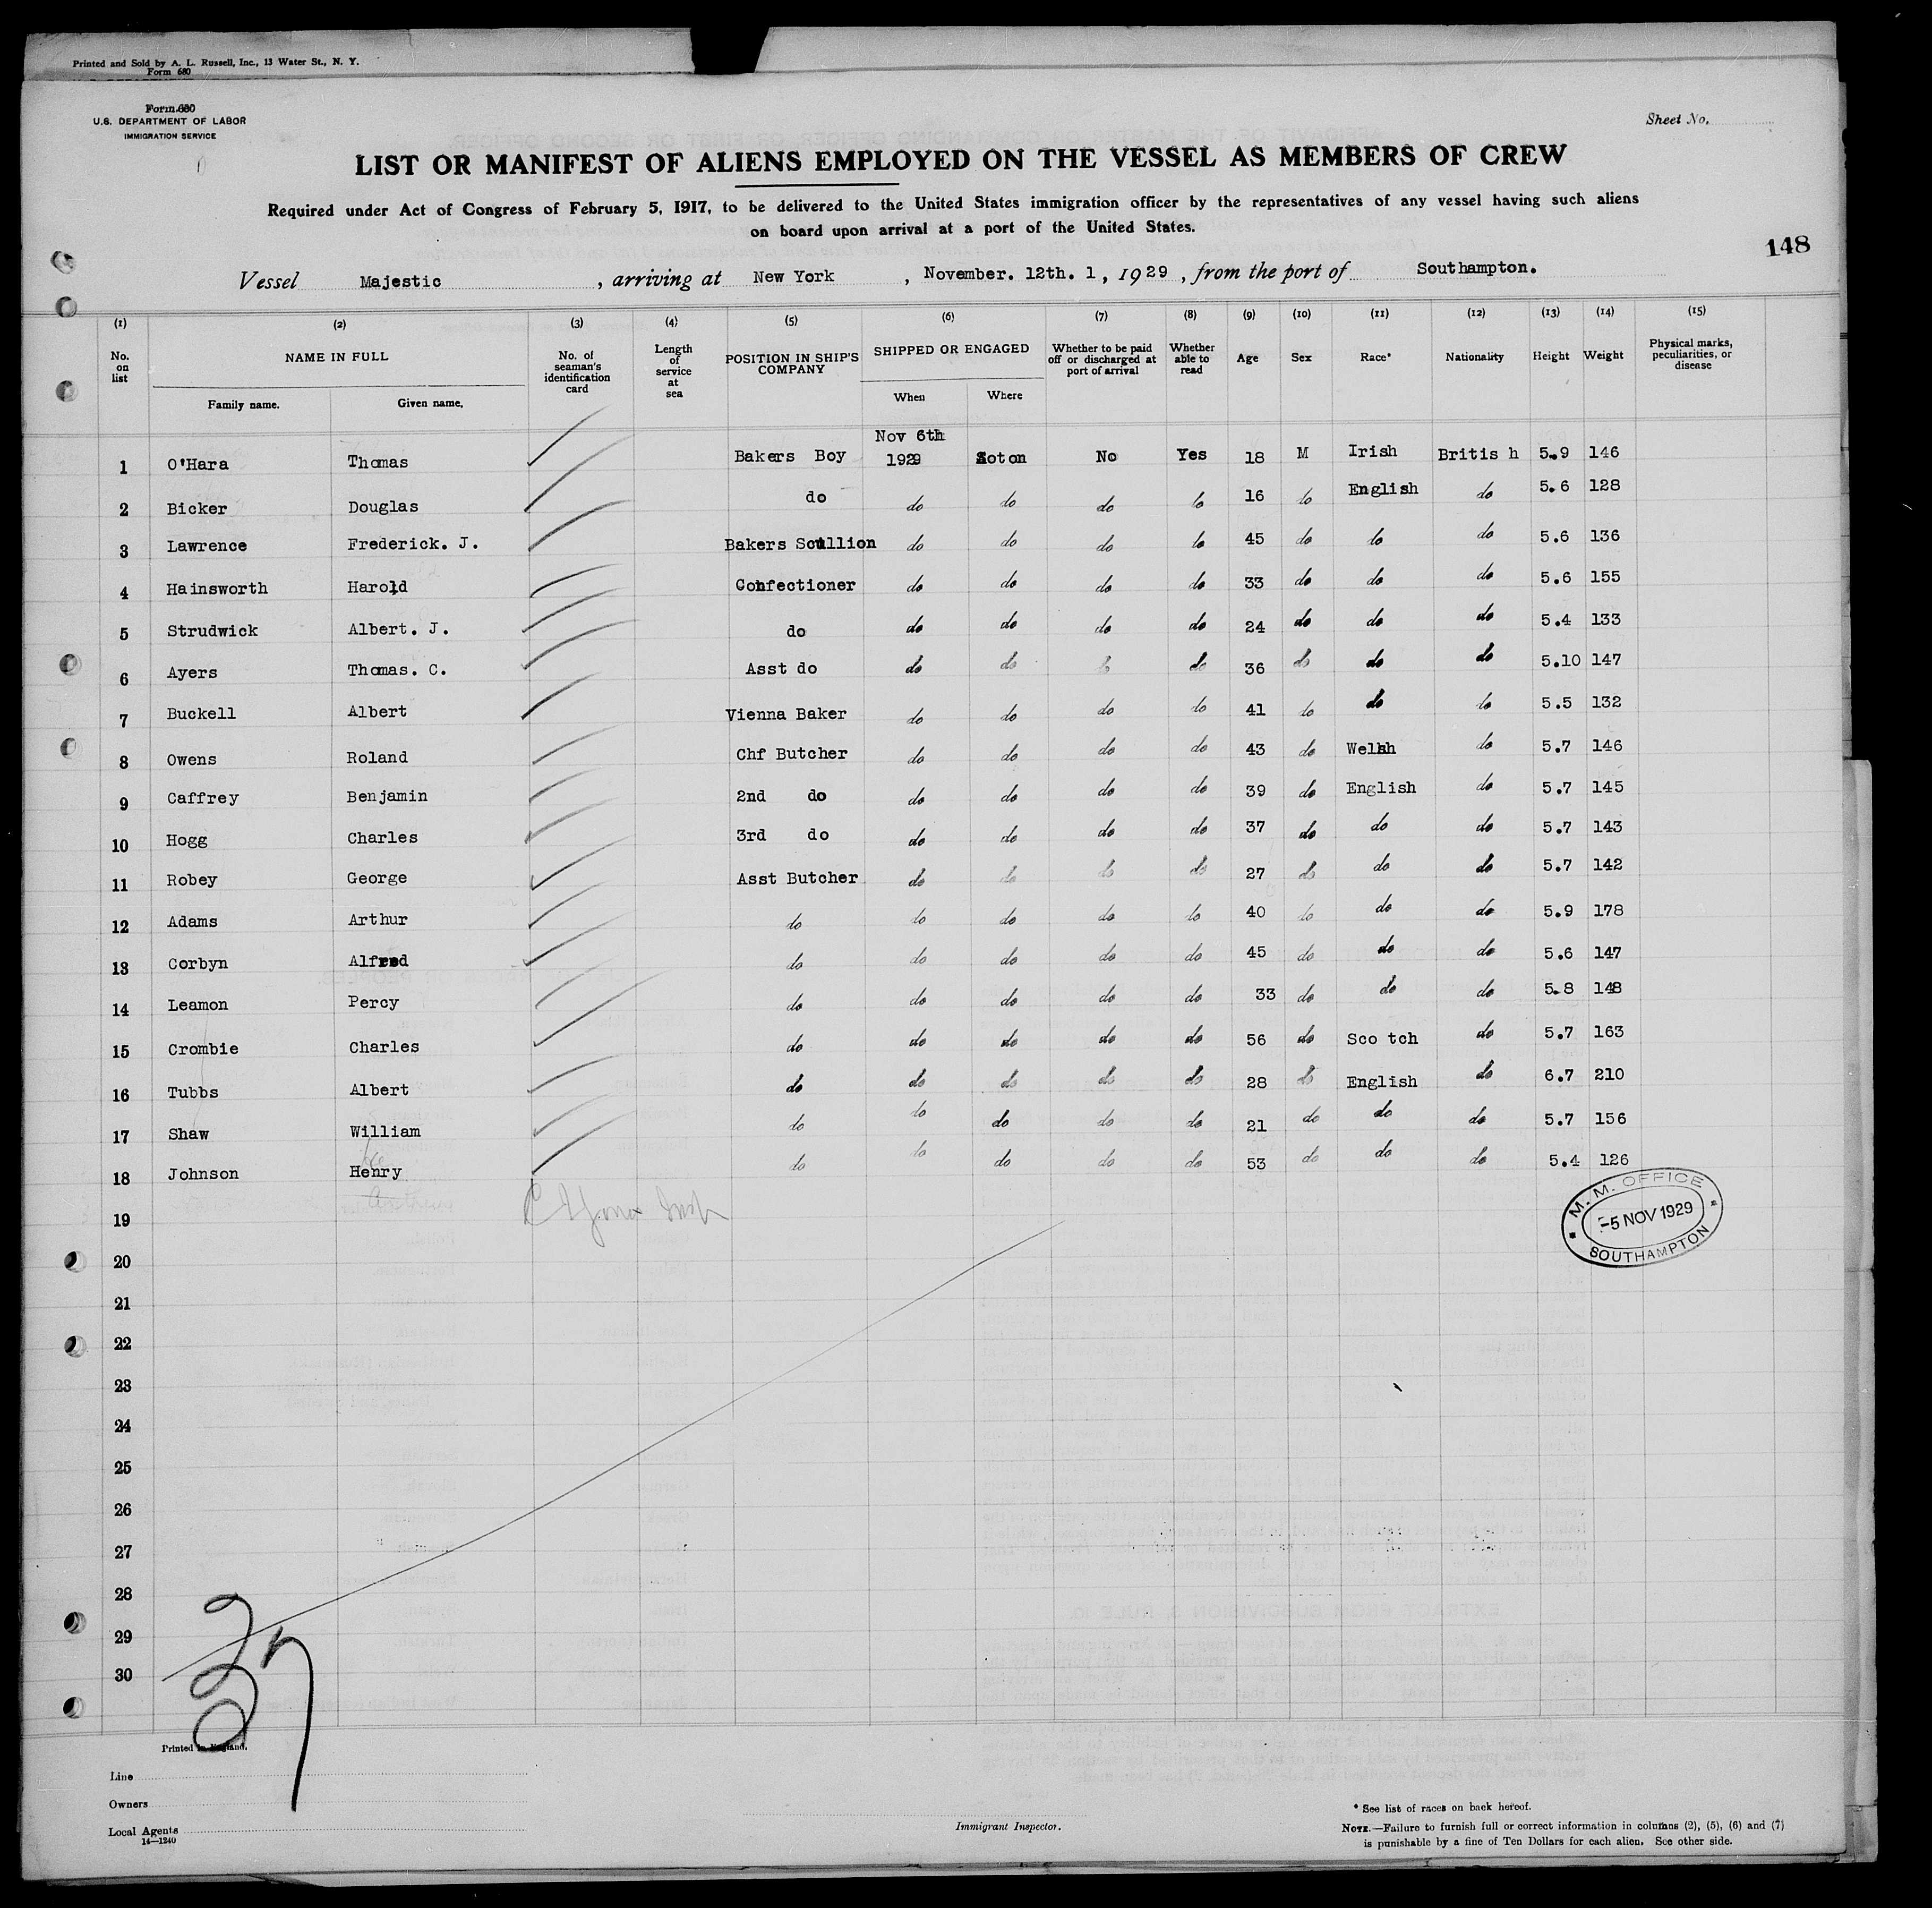 Printed and Sold by A. L. Russell, Inc., 13 Water St., N. Y.
Form 680
Form 680
U.S. DEPARTMENT OF LABOR
IMMIGRATION SERVICE
Sheet No.
LIST OR MANIFEST OF ALIENS EMPLOYED ON THE VESSEL AS MEMBERS OF CREW
Required under Act of Congress of February 5, 1917, to be delivered to the United States immigration officer by the representatives of any vessel having such aliens
on board upon arrival at a port of the United States.
148
Vessel Majestic , arriving at New York , November. 12th. 1, 1929 , from the port of Southampton.
(1) (2) (3) (4) (5) (6) (7) (8) (9) (10) (11) (12) (13) (14) (15)
No. on list NAME IN FULL Family name. Given name. No. of seaman's identification card Length of service at sea POSITION IN SHIP'S COMPANY SHIPPED OR ENGAGED When Where Whether to be paid off or discharged at port of arrival Whether able to read Age Sex Race* Nationality Height Weight Physical marks, peculiarities, or disease
1 O'Hara Thomas Bakers Boy Nov 6th 1929 Soton No Yes 18 M Irish Britis h 5.9 146
2 Bicker Douglas do do do do do 16 do English do 5.6 128
3 Lawrence Frederick. J. Bakers Scullion do do do do 45 do do do 5.6 136
4 Hainsworth Harold Confectioner do do do do 33 do do do 5.6 155
5 Strudwick Albert. J. do do do do do 24 do do do 5.4 133
6 Ayers Thomas. C. Asst do do do do do 36 do do do 5.10 147
7 Buckell Albert Vienna Baker do do do do 41 do do do 5.5 132
8 Owens Roland Chf Butcher do do do do 43 do Welsh do 5.7 146
9 Caffrey Benjamin 2nd do do do do do 39 do English do 5.7 145
10 Hogg Charles 3rd do do do do do 37 do do do 5.7 143
11 Robey George Asst Butcher do do do do 27 do do do 5.7 142
12 Adams Arthur do do do do do 40 do do do 5.9 178
13 Corbyn Alfred do do do do do 45 do do do 5.6 147
14 Leamon Percy do do do do do 33 do do do 5.8 148
15 Crombie Charles do do do do do 56 do Sco tch do 5.7 163
16 Tubbs Albert do do do do do 28 do English do 6.7 210
17 Shaw William do do do do do 21 do do do 5.7 156
18 Johnson Henry do do do do do 53 do do do 5.4 126
19
20
21
22
23
24
25
26
27
28
29
30
M. M. OFFICE
-5 NOV 1929
SOUTHAMPTON
Printed in England.
Line
Owners
Local Agents
14—1240
Immigrant Inspector.
* See list of races on back hereof.
NOTE.—Failure to furnish full or correct information in columns (2), (5), (6) and (7)
is punishable by a fine of Ten Dollars for each alien. See other side.